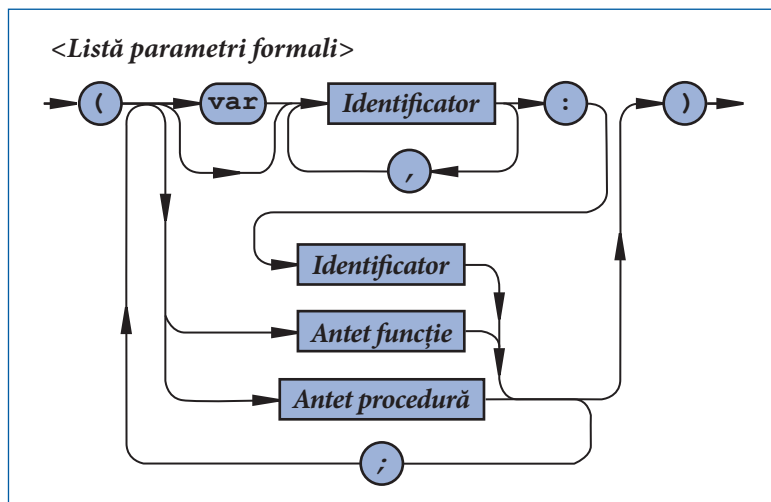 <Listă parametri formali>
( var Identificator : )
,
Identificator
Antet funcție
Antet procedură
;